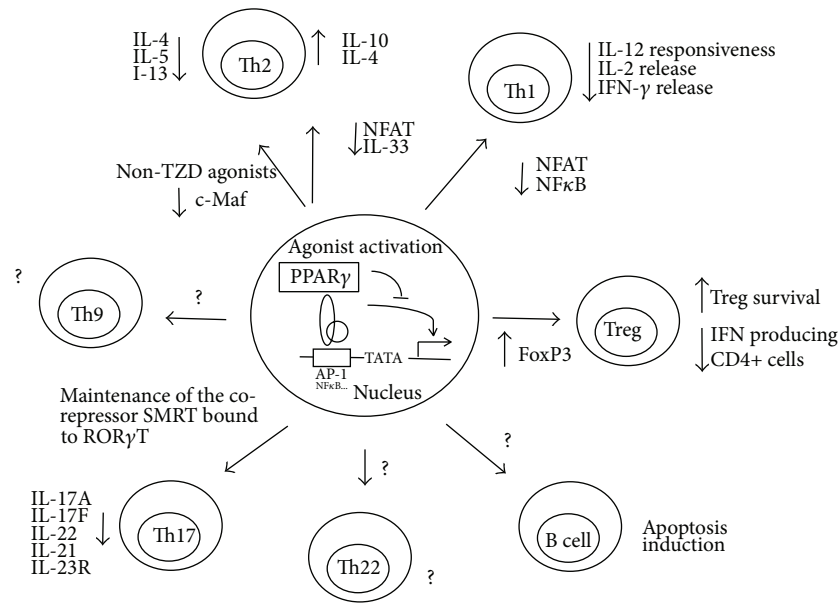 IL-4
IL-5
I-13
Th2
IL-10
IL-4
Th1
IL-12 responsiveness
IL-2 release
IFN-γ release
NFAT
IL-33
Non-TZD agonists
c-Maf
NFAT
NFκB
Agonist activation
PPARγ
TATA
AP-1
NFκB...
Nucleus
?
Th9
?
Treg
Treg survival
IFN producing
CD4+ cells
FoxP3
Maintenance of the co-
repressor SMRT bound
to RORγT
?
?
IL-17A
IL-17F
IL-22
IL-21
IL-23R
Th17
Th22
?
B cell
Apoptosis
induction